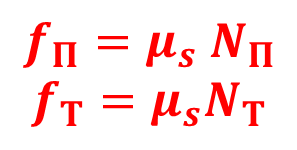 f_Π = μ_s N_Π
f_T = μ_s N_T